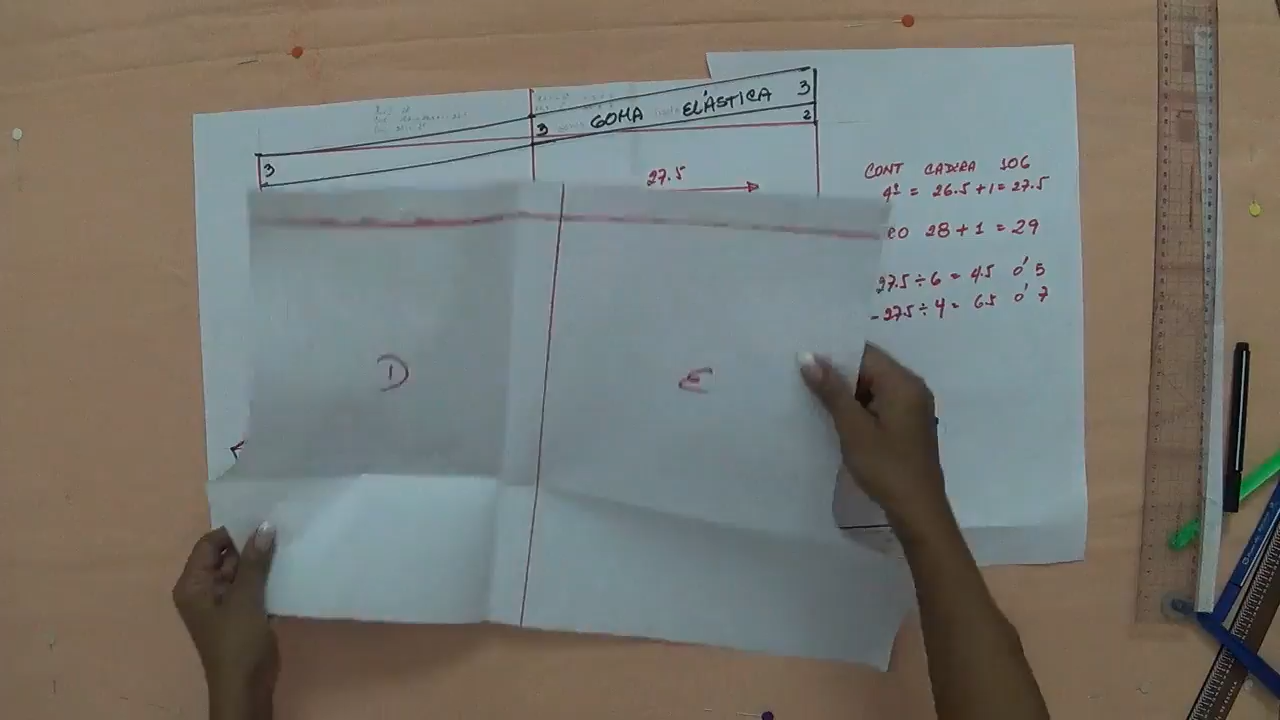 GOMA ELÁSTICA 3
3
3
2
27.5
CONT CADERA 106
4ª = 26.5 + 1 = 27.5
CO 28 + 1 = 29
27.5 ÷ 6 = 4.5 ó 5
- 27.5 ÷ 4 = 6.5 ó 7
D
E